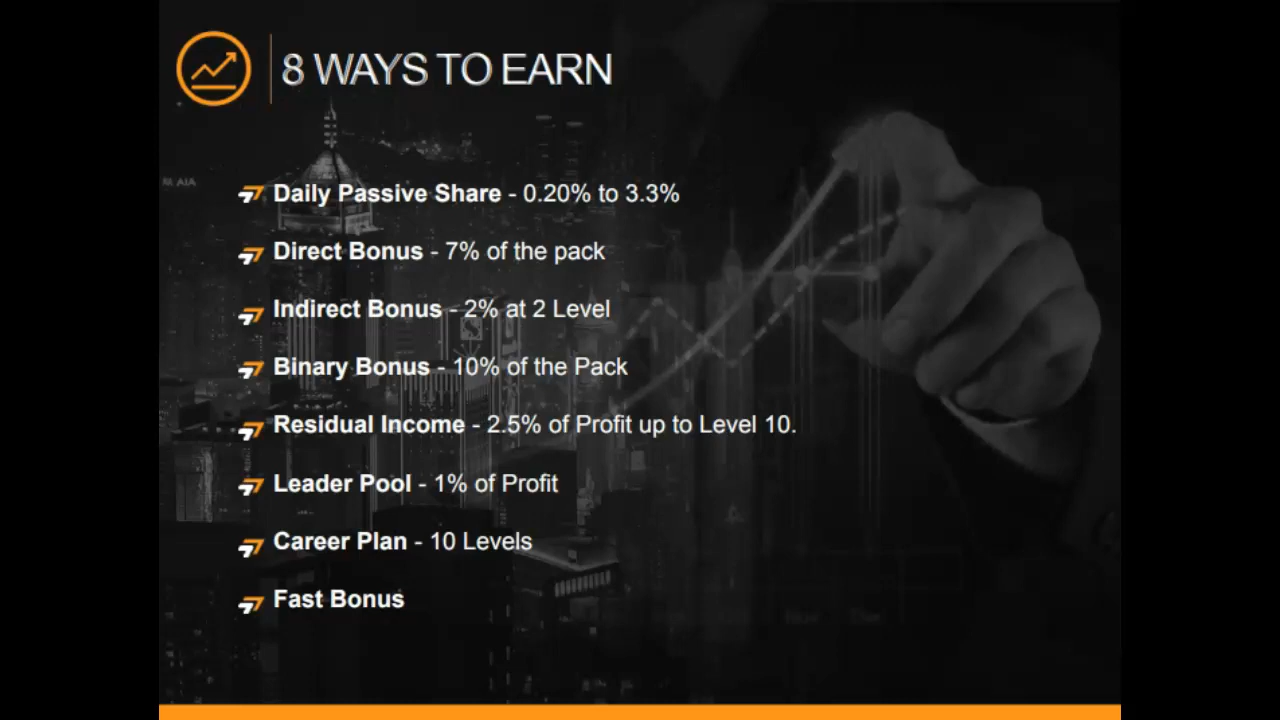 8 WAYS TO EARN
AIA
Daily Passive Share - 0.20% to 3.3%
Direct Bonus - 7% of the pack
Indirect Bonus - 2% at 2 Level
Binary Bonus - 10% of the Pack
Residual Income - 2.5% of Profit up to Level 10.
Leader Pool - 1% of Profit
Career Plan - 10 Levels
Fast Bonus